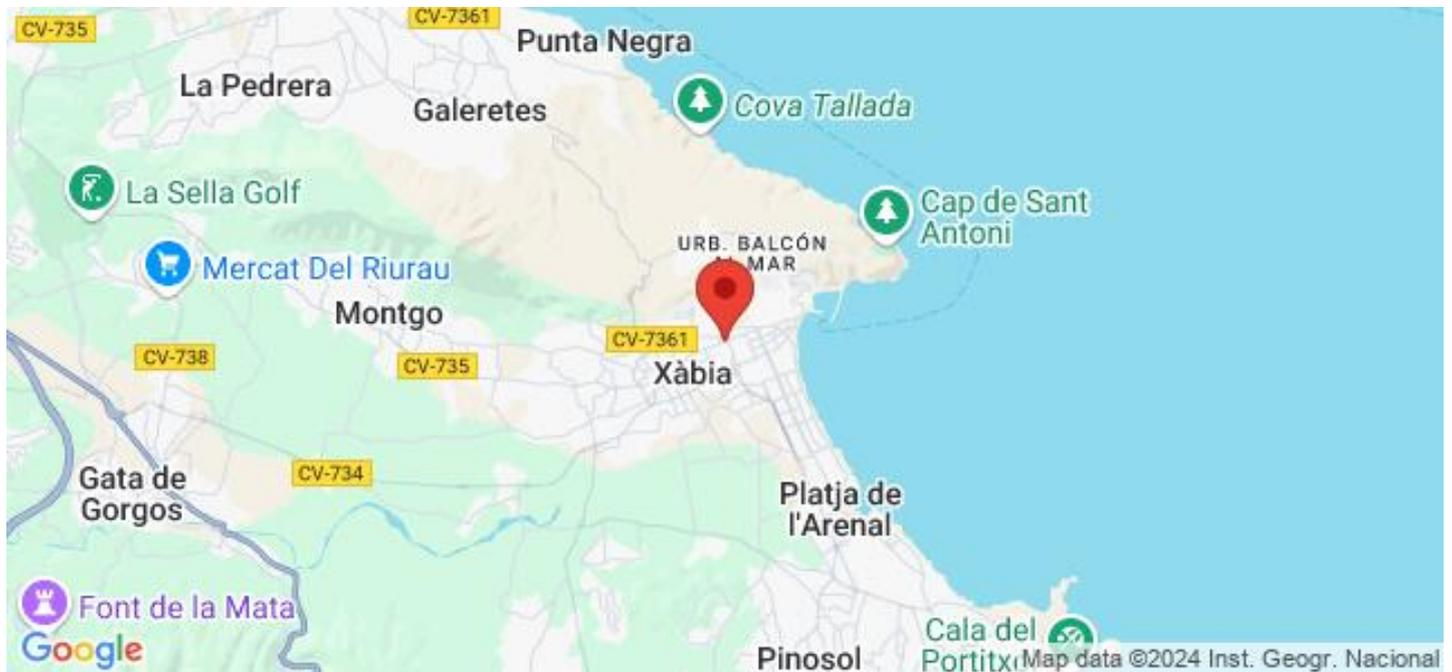 CV-735
CV-7361
Punta Negra
La Pedrera
Galeretes
Cova Tallada
La Sella Golf
Cap de Sant
Antoni
URB. BALCÓN
MAR
Mercat Del Riurau
Montgo
CV-7361
CV-738
CV-735
Xàbia
Gata de
Gorgos
CV-734
Platja de
l'Arenal
Font de la Mata
Google
Pinosol
Cala del
Map data ©2024 Inst. Geogr. Nacional